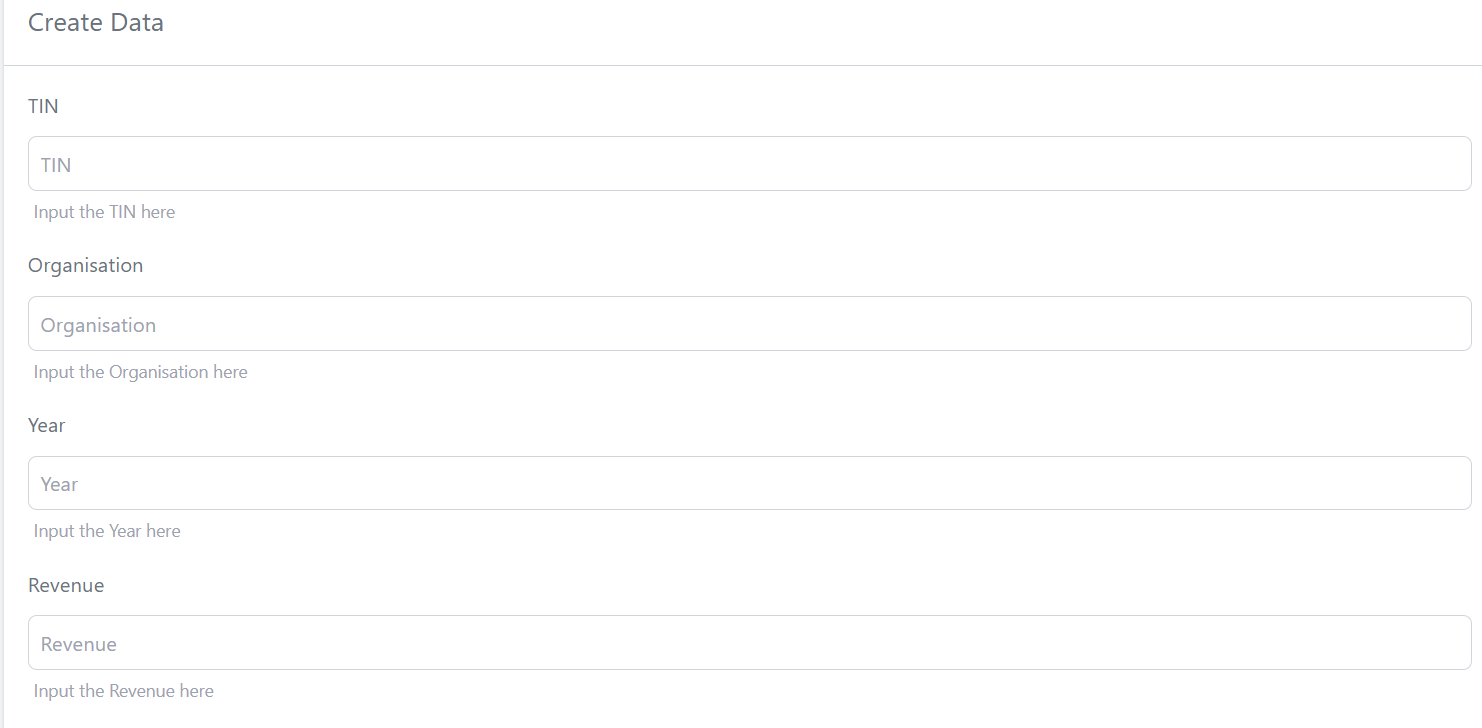 Create Data
TIN
TIN
Input the TIN here
Organisation
Organisation
Input the Organisation here
Year
Year
Input the Year here
Revenue
Revenue
Input the Revenue here